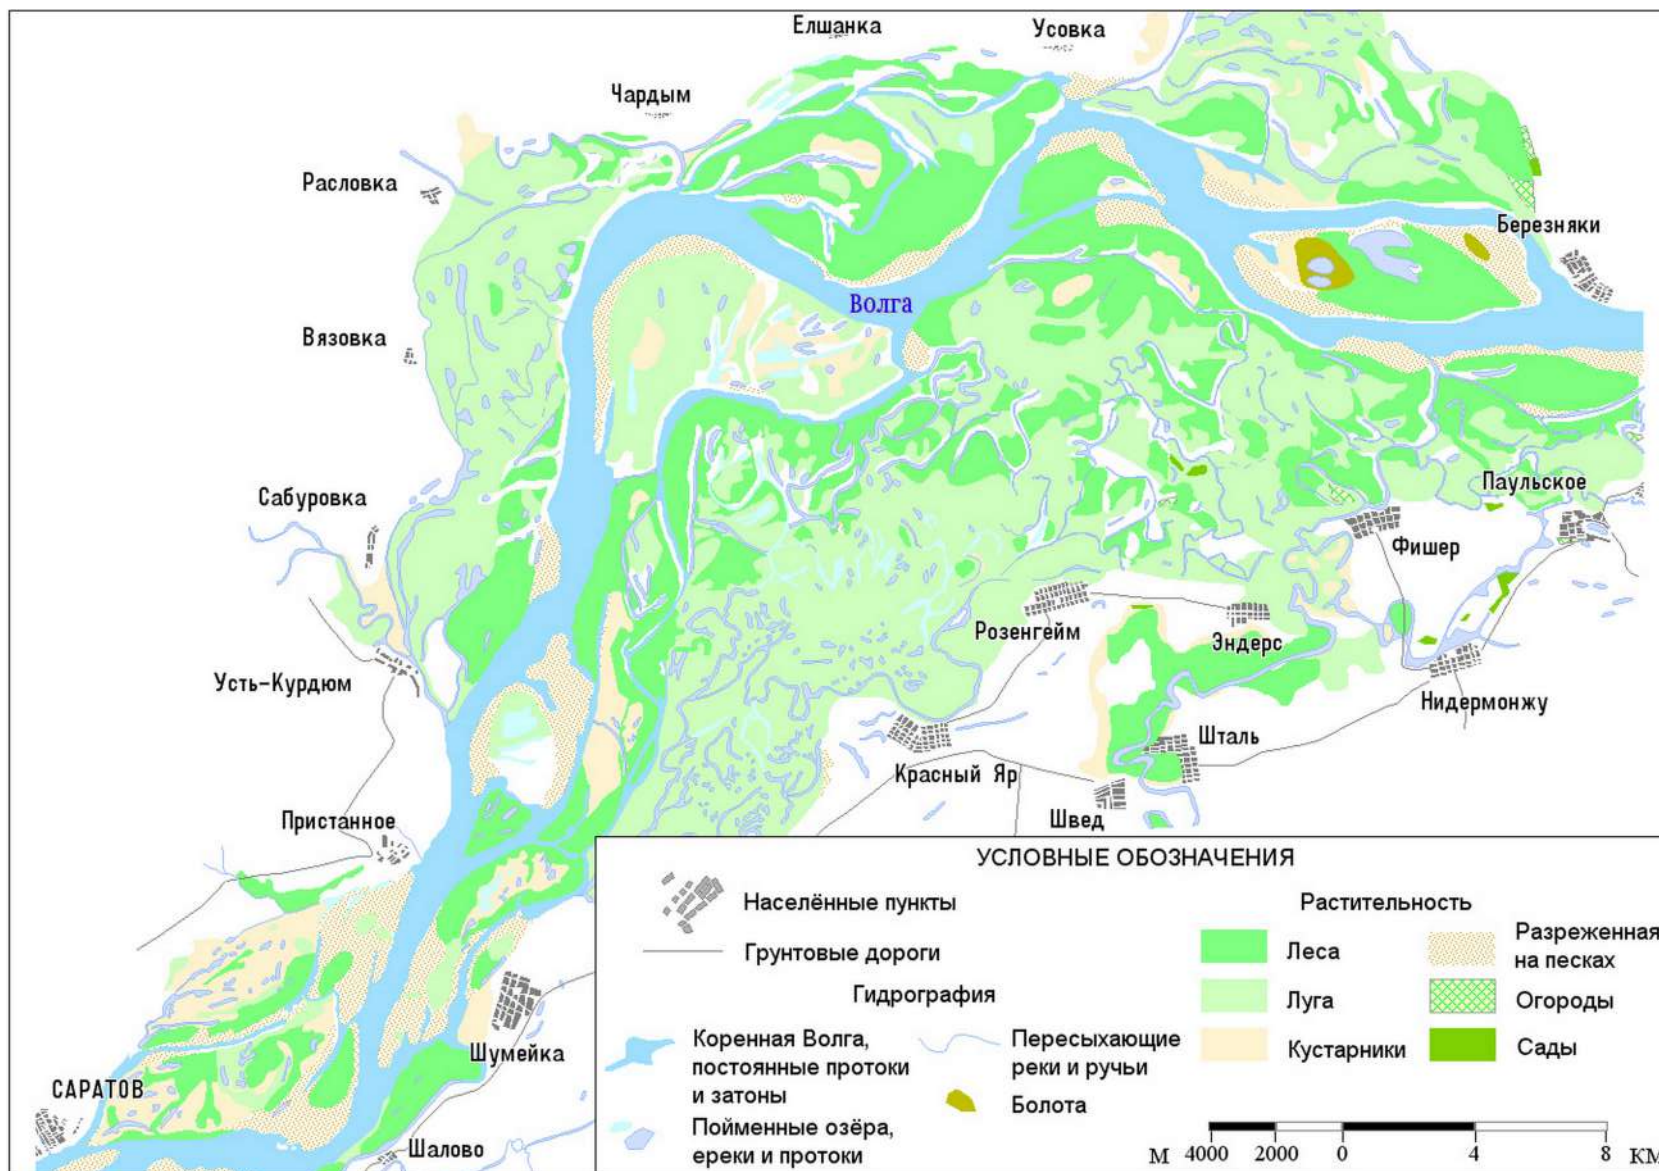 Елшанка
Усовка
Чардым
Расловка
Березняки
Волга
Вязовка
Сабуровка
Паульское
Фишер
Розенгейм
Эндерс
Усть-Курдюм
Нидермонжу
Шталь
Красный Яр
Пристанное
Швед
Шумейка
САРАТОВ
Шалово
УСЛОВНЫЕ ОБОЗНАЧЕНИЯ
Населённые пункты
Грунтовые дороги
Гидрография
Коренная Волга,
постоянные протоки
и затоны
Пойменные озёра,
ереки и протоки
Пересыхающие
реки и ручьи
Болота
Растительность
Леса
Луга
Кустарники
Разреженная
на песках
Огороды
Сады
М 4000 2000 0 4 8 КМ